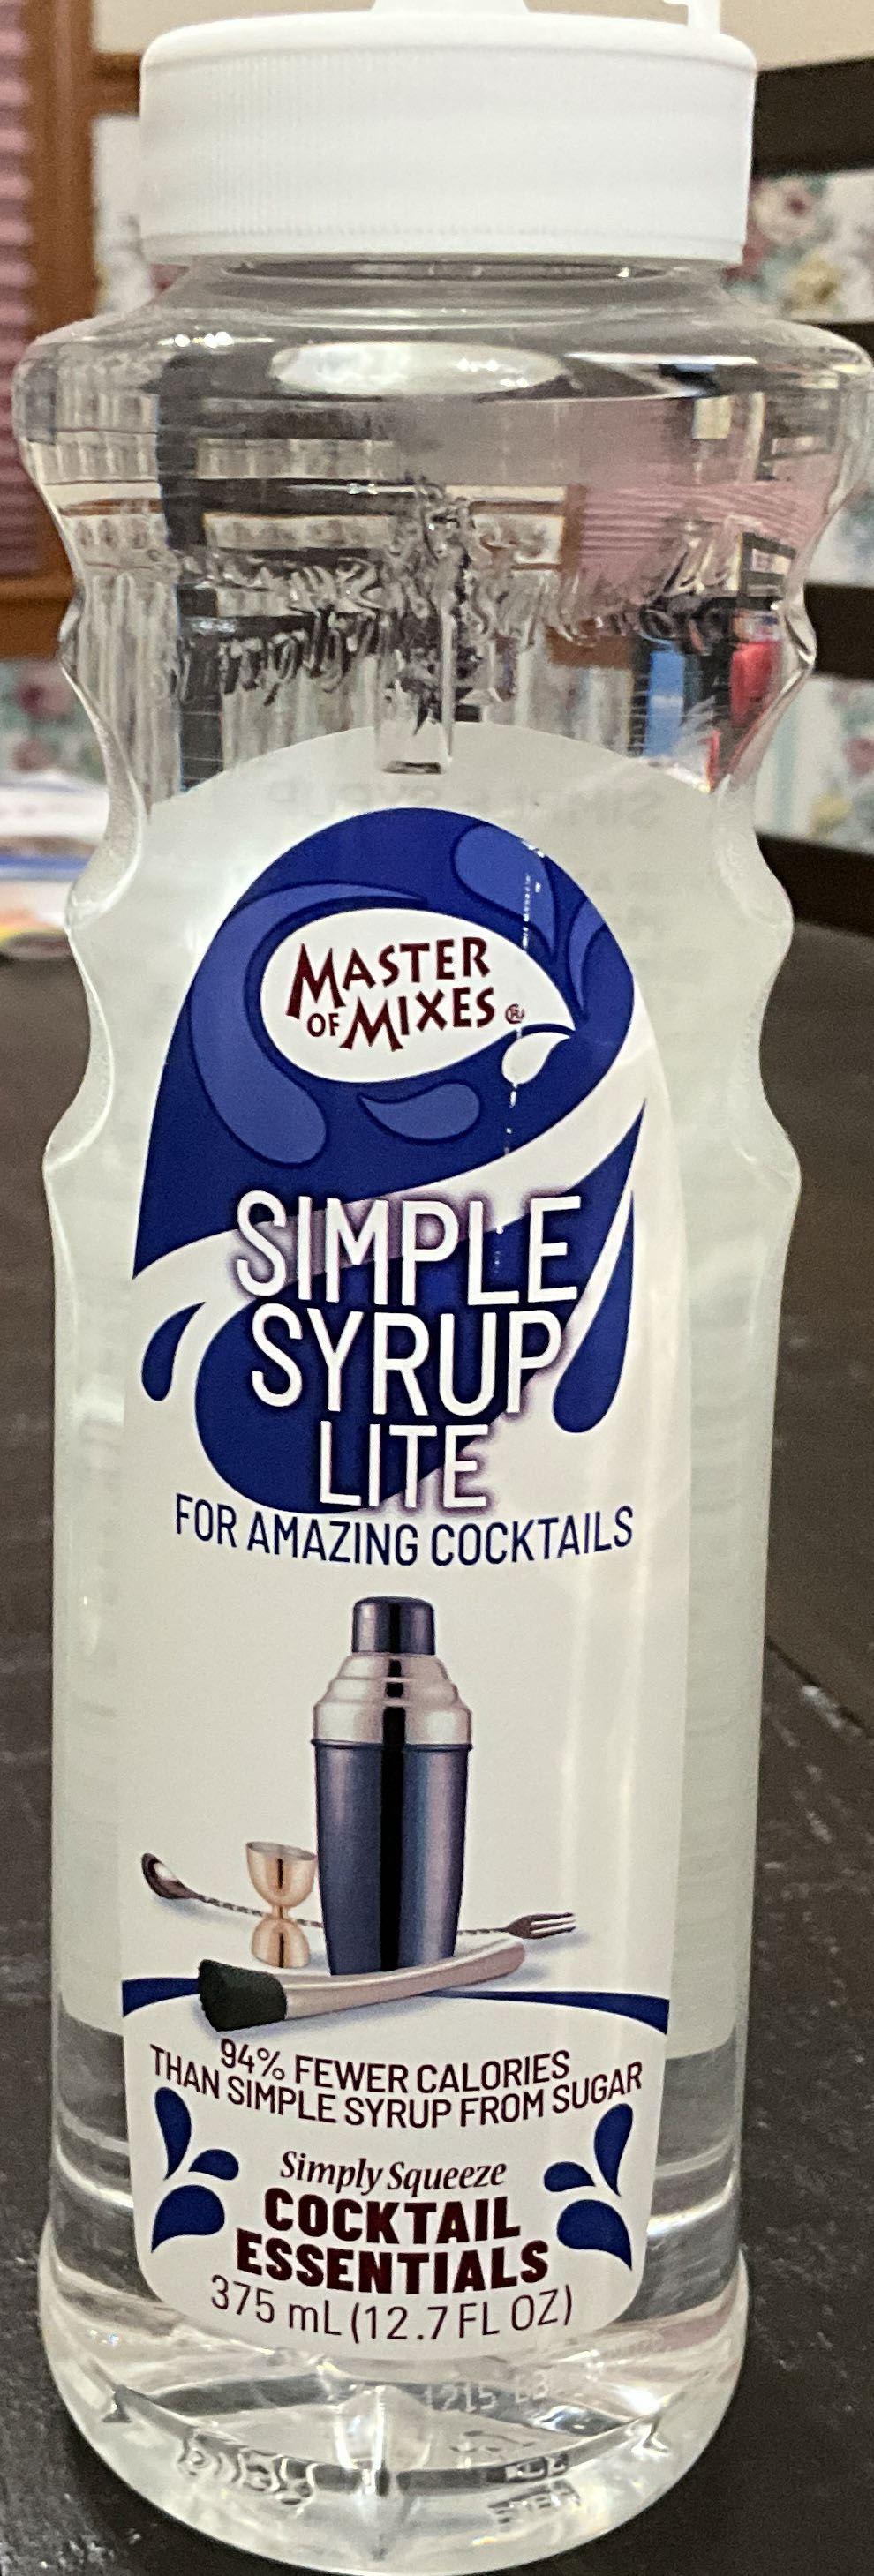 MASTER
OF MIXES ®
SIMPLE
SYRUP
LITE
FOR AMAZING COCKTAILS
94% FEWER CALORIES
THAN SIMPLE SYRUP FROM SUGAR
Simply Squeeze
COCKTAIL
ESSENTIALS
375 mL (12.7 FL OZ)